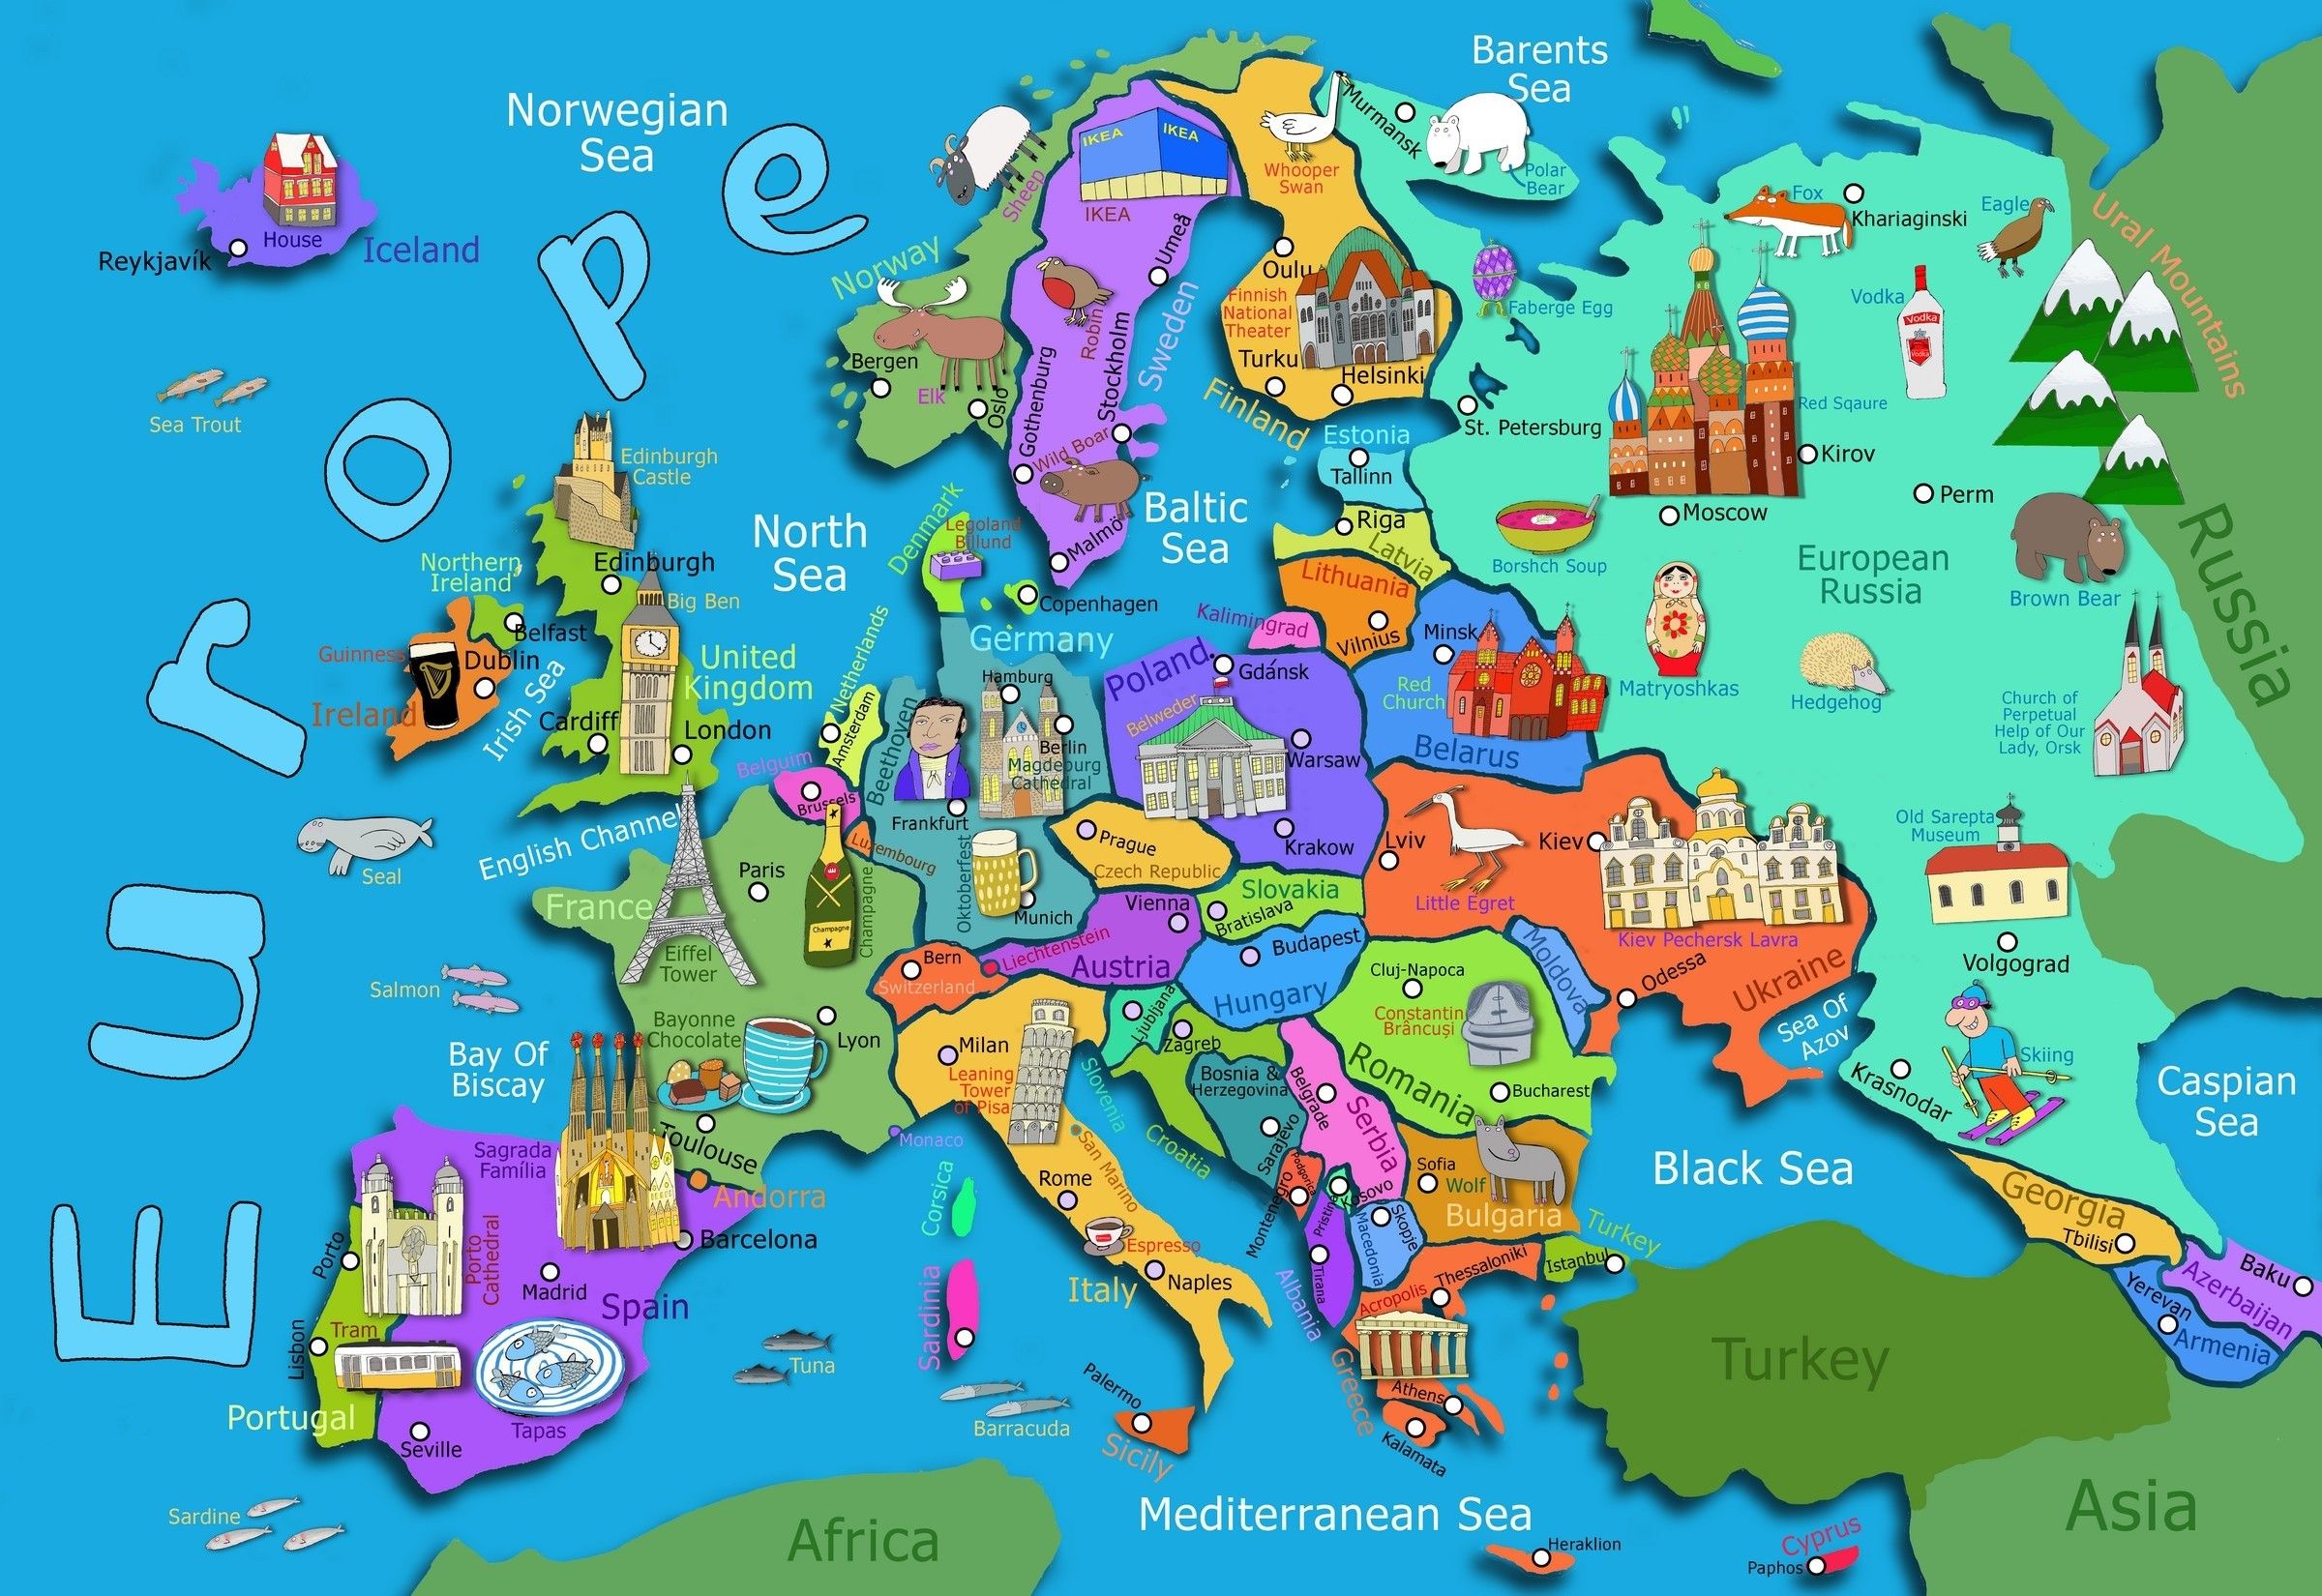 Europe
Norwegian
Sea
Barents
Sea
Murmansk
Polar
Bear
Whooper
Swan
IKEA
IKEA
IKEA
Sheep
House
Reykjavík
Iceland
Norway
Umeå
Oulu
Fox
Khariaginski
Eagle
Ural Mountains
Vodka
Vodka
Vodka
Faberge Egg
Finnish
National
Theater
Turku
Helsinki
Finland
Sweden
Robin
Stockholm
Gothenburg
Bergen
Elk
Oslo
Wild Boar
Malmö
Red Sqaure
Kirov
Perm
St. Petersburg
Moscow
Sea Trout
Edinburgh
Castle
Estonia
Tallinn
Riga
Latvia
Baltic
Sea
North
Sea
Denmark
Legoland
Billund
Copenhagen
Borshch Soup
European
Russia
Brown Bear
Russia
Northern
Ireland
Edinburgh
Big Ben
Belfast
Guinness
Dublin
Ireland
Irish Sea
United
Kingdom
Cardiff
London
Lithuania
Vilnius
Kalimingrad
Minsk
Red
Church
Belarus
Matryoshkas
Hedgehog
Church of
Perpetual
Help of Our
Lady, Orsk
Germany
Hamburg
Berlin
Magdeburg
Cathedral
Beethoven
Frankfurt
Oktoberfest
Munich
Netherlands
Amsterdam
Belguim
Brussels
Luxembourg
Poland
Gdánsk
Belweder
Warsaw
Krakow
Prague
Czech Republic
Slovakia
Bratislava
Vienna
Austria
Liechtenstein
Bern
Switzerland
Budapest
Hungary
Lviv
Kiev
Little Egret
Kiev Pechersk Lavra
Ukraine
Odessa
Moldova
Sea Of
Azov
Old Sarepta
Museum
Volgograd
Skiing
Krasnodar
Caspian
Sea
English Channel
Seal
Salmon
France
Paris
Eiffel
Tower
Champagne
Champagne
Lyon
Bayonne
Chocolate
Toulouse
Bay Of
Biscay
Andorra
Sagrada
Família
Barcelona
Porto
Porto
Cathedral
Madrid
Spain
Lisbon
Tram
Portugal
Seville
Tapas
Sardine
Tuna
Barracuda
Monaco
Corsica
Sardinia
Milan
Leaning
Tower
of Pisa
San Marino
Rome
Espresso
Italy
Naples
Palermo
Sicily
Ljubljana
Slovenia
Zagreb
Croatia
Bosnia &
Herzegovina
Sarajevo
Belgrade
Serbia
Podgorica
Montenegro
Kosovo
Pristina
Skopje
Macedonia
Tirana
Albania
Cluj-Napoca
Constantin
Brâncuşi
Romania
Bucharest
Sofia
Wolf
Bulgaria
Turkey
Istanbul
Thessaloniki
Acropolis
Athens
Greece
Kalamata
Heraklion
Black Sea
Georgia
Tbilisi
Baku
Azerbaijan
Yerevan
Armenia
Turkey
Asia
Africa
Mediterranean Sea
Cyprus
Paphos